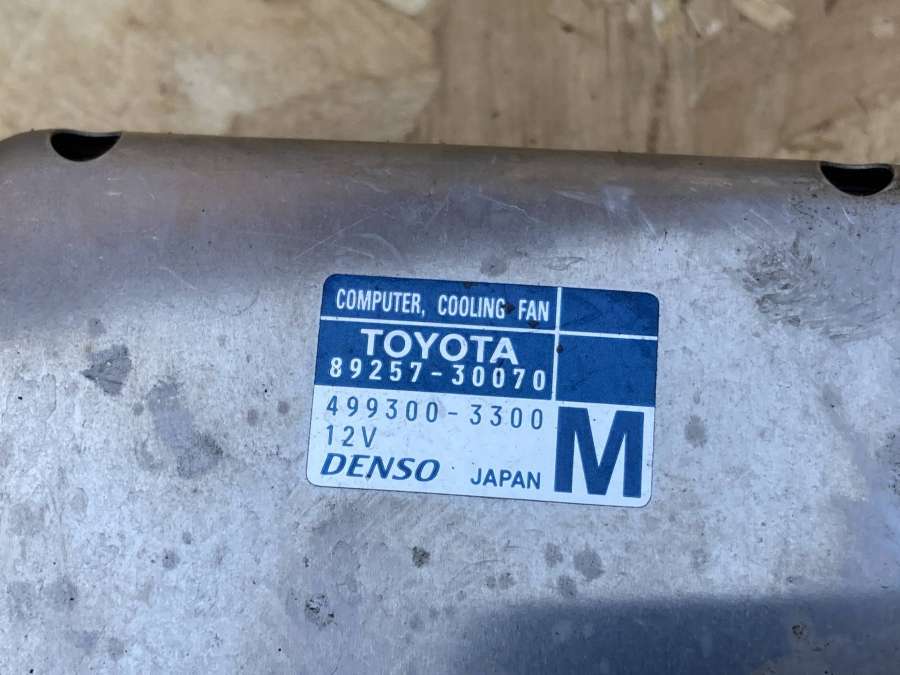 COMPUTER, COOLING FAN
TOYOTA
89257-30070
499300-3300
12V
DENSO JAPAN M